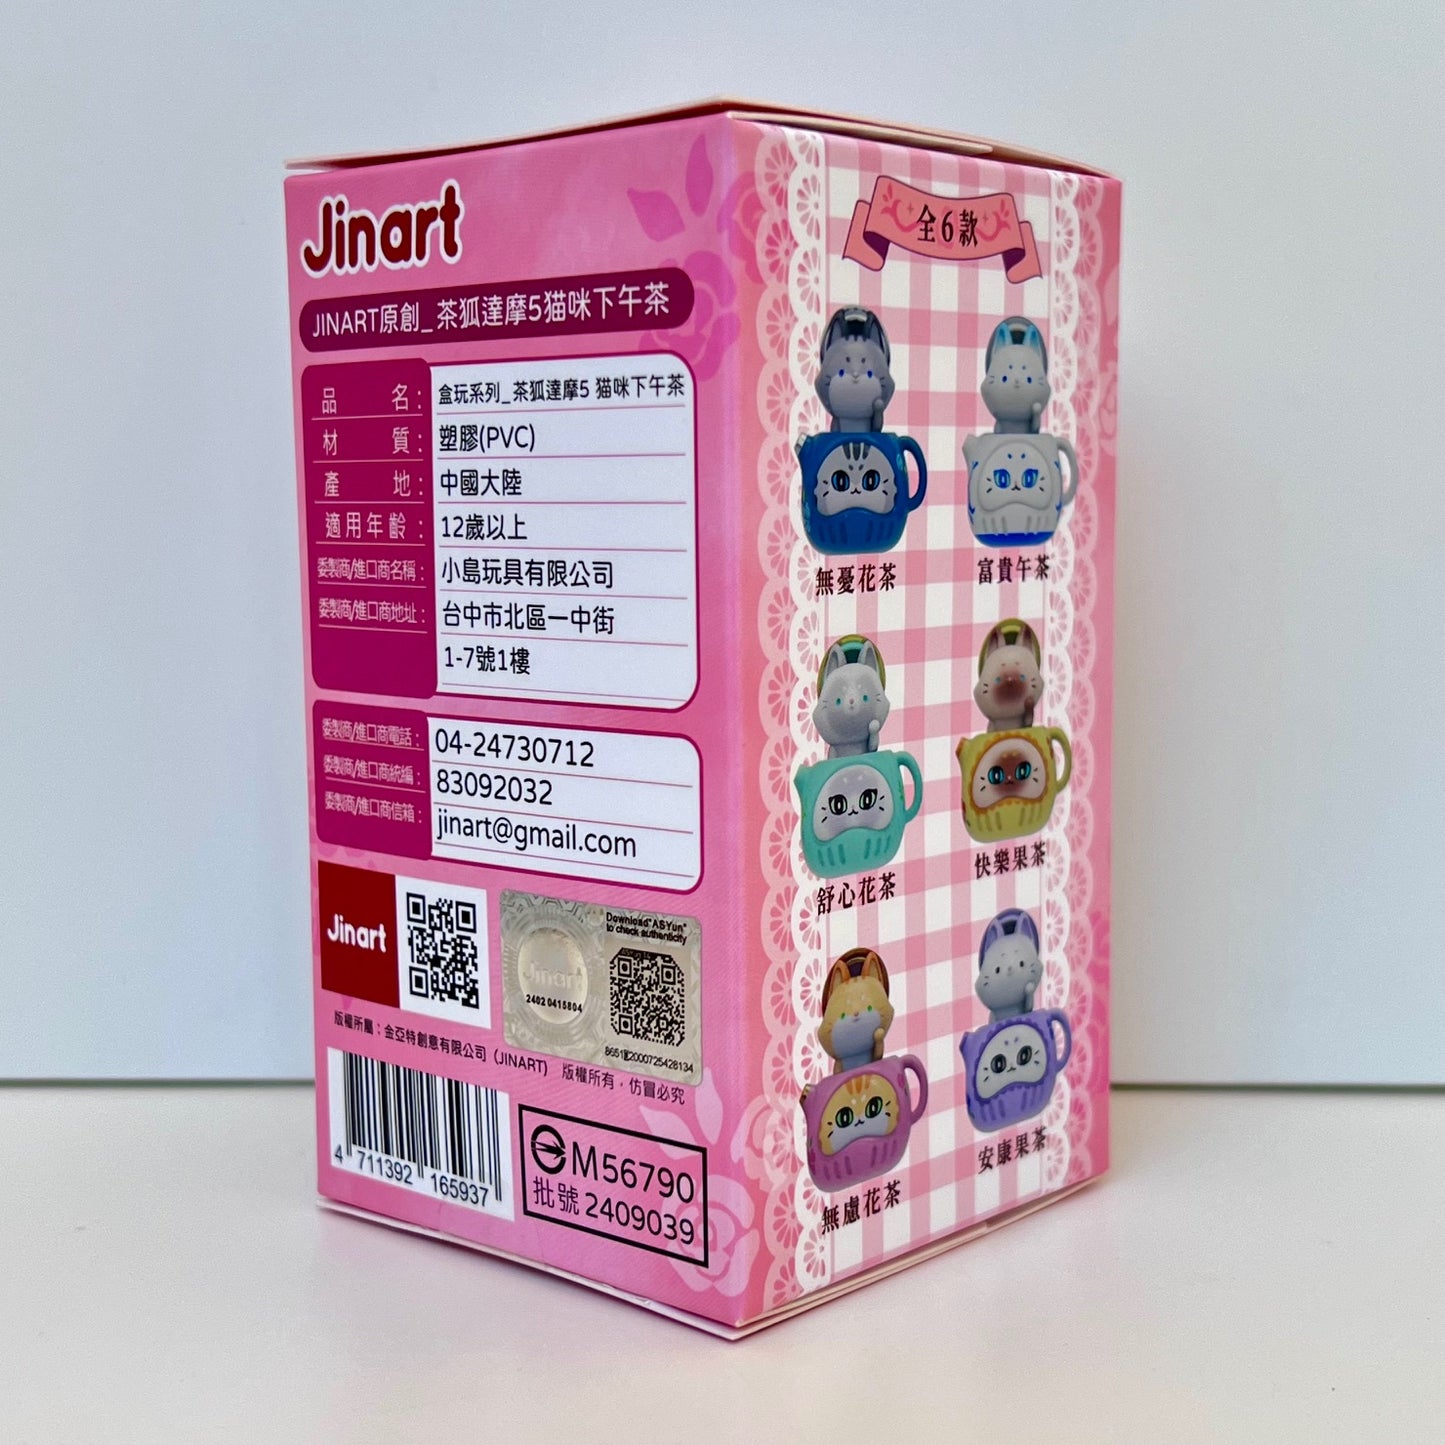 Jinart
JINART原創_茶狐達摩5猫咪下午茶
品名： 盒玩系列_茶狐達摩5 猫咪下午茶
材質： 塑膠(PVC)
產地： 中國大陸
適用年齡： 12歲以上
委製商/進口商名稱： 小島玩具有限公司
委製商/進口商地址： 台中市北區一中街
1-7號1樓
委製商/進口商電話： 04-24730712
委製商/進口商統編： 83092032
委製商/進口商信箱： jinart@gmail.com
Jinart
Download"ASYun"
to check authenticity
Jinart
2402 0415804
版權所屬：金亞特創意有限公司 (JINART) 版權所有，仿冒必究
4 711392 165937
M56790
批號 2409039
全6款
無憂花茶
富貴午茶
舒心花茶
快樂果茶
無慮花茶
安康果茶